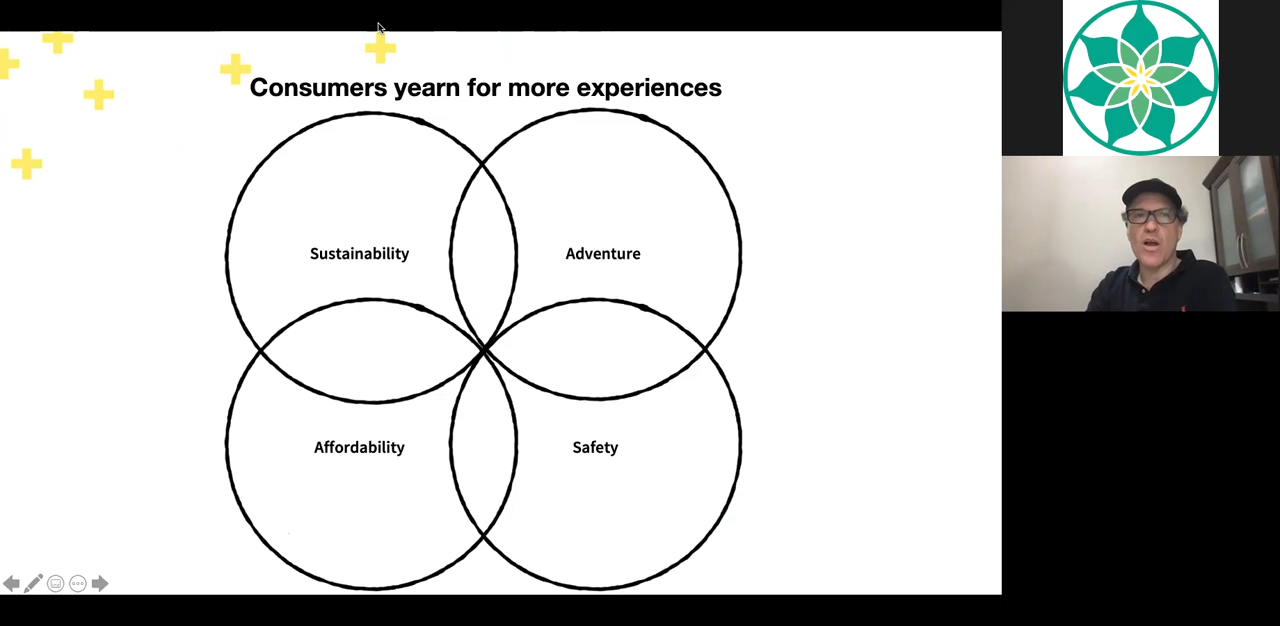 Consumers yearn for more experiences
Sustainability
Adventure
Affordability
Safety